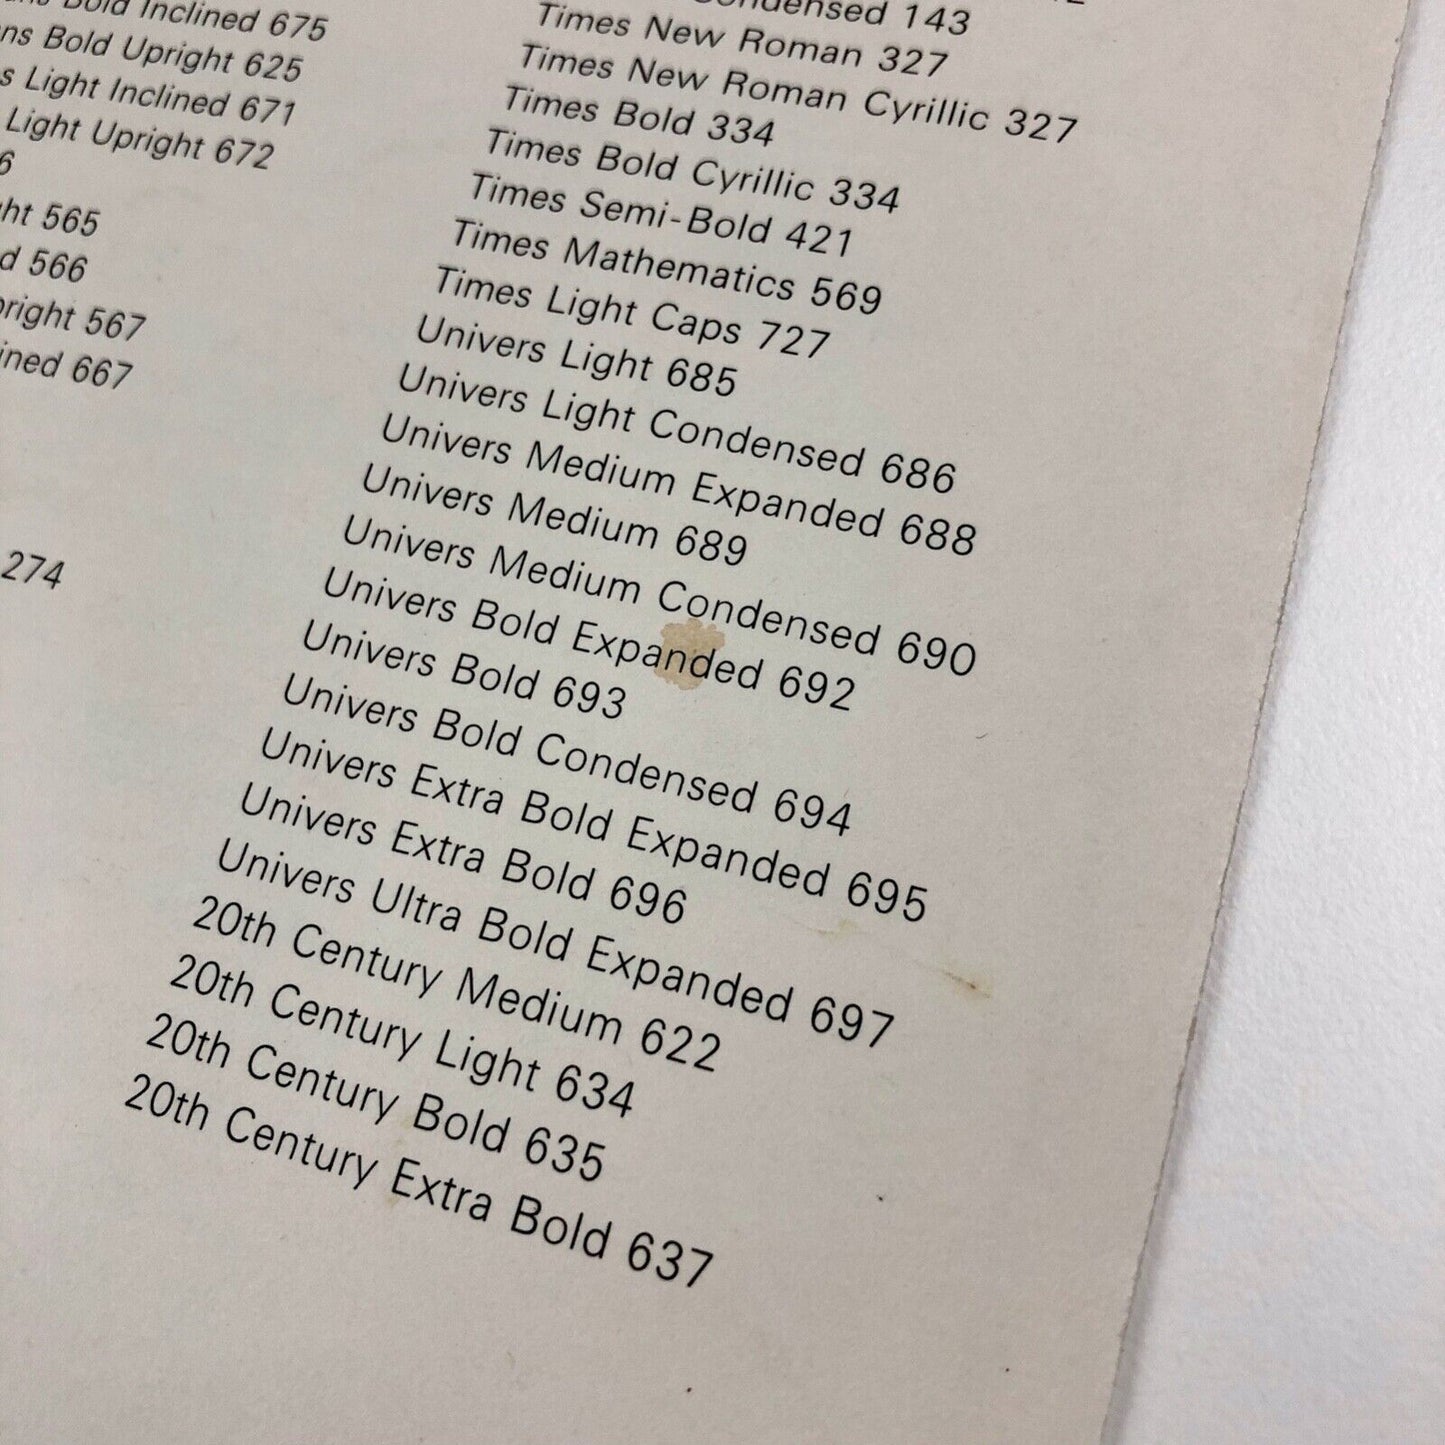 Bold Inclined 675
Bold Upright 625
Light Inclined 671
Light Upright 672
565
566
567
667
274
Condensed 143
Times New Roman 327
Times New Roman Cyrillic 327
Times Bold 334
Times Bold Cyrillic 334
Times Semi-Bold 421
Times Mathematics 569
Times Light Caps 727
Univers Light 685
Univers Light Condensed 686
Univers Medium Expanded 688
Univers Medium 689
Univers Medium Condensed 690
Univers Bold Expanded 692
Univers Bold 693
Univers Bold Condensed 694
Univers Extra Bold Expanded 695
Univers Extra Bold 696
Univers Ultra Bold Expanded 697
20th Century Medium 622
20th Century Light 634
20th Century Bold 635
20th Century Extra Bold 637